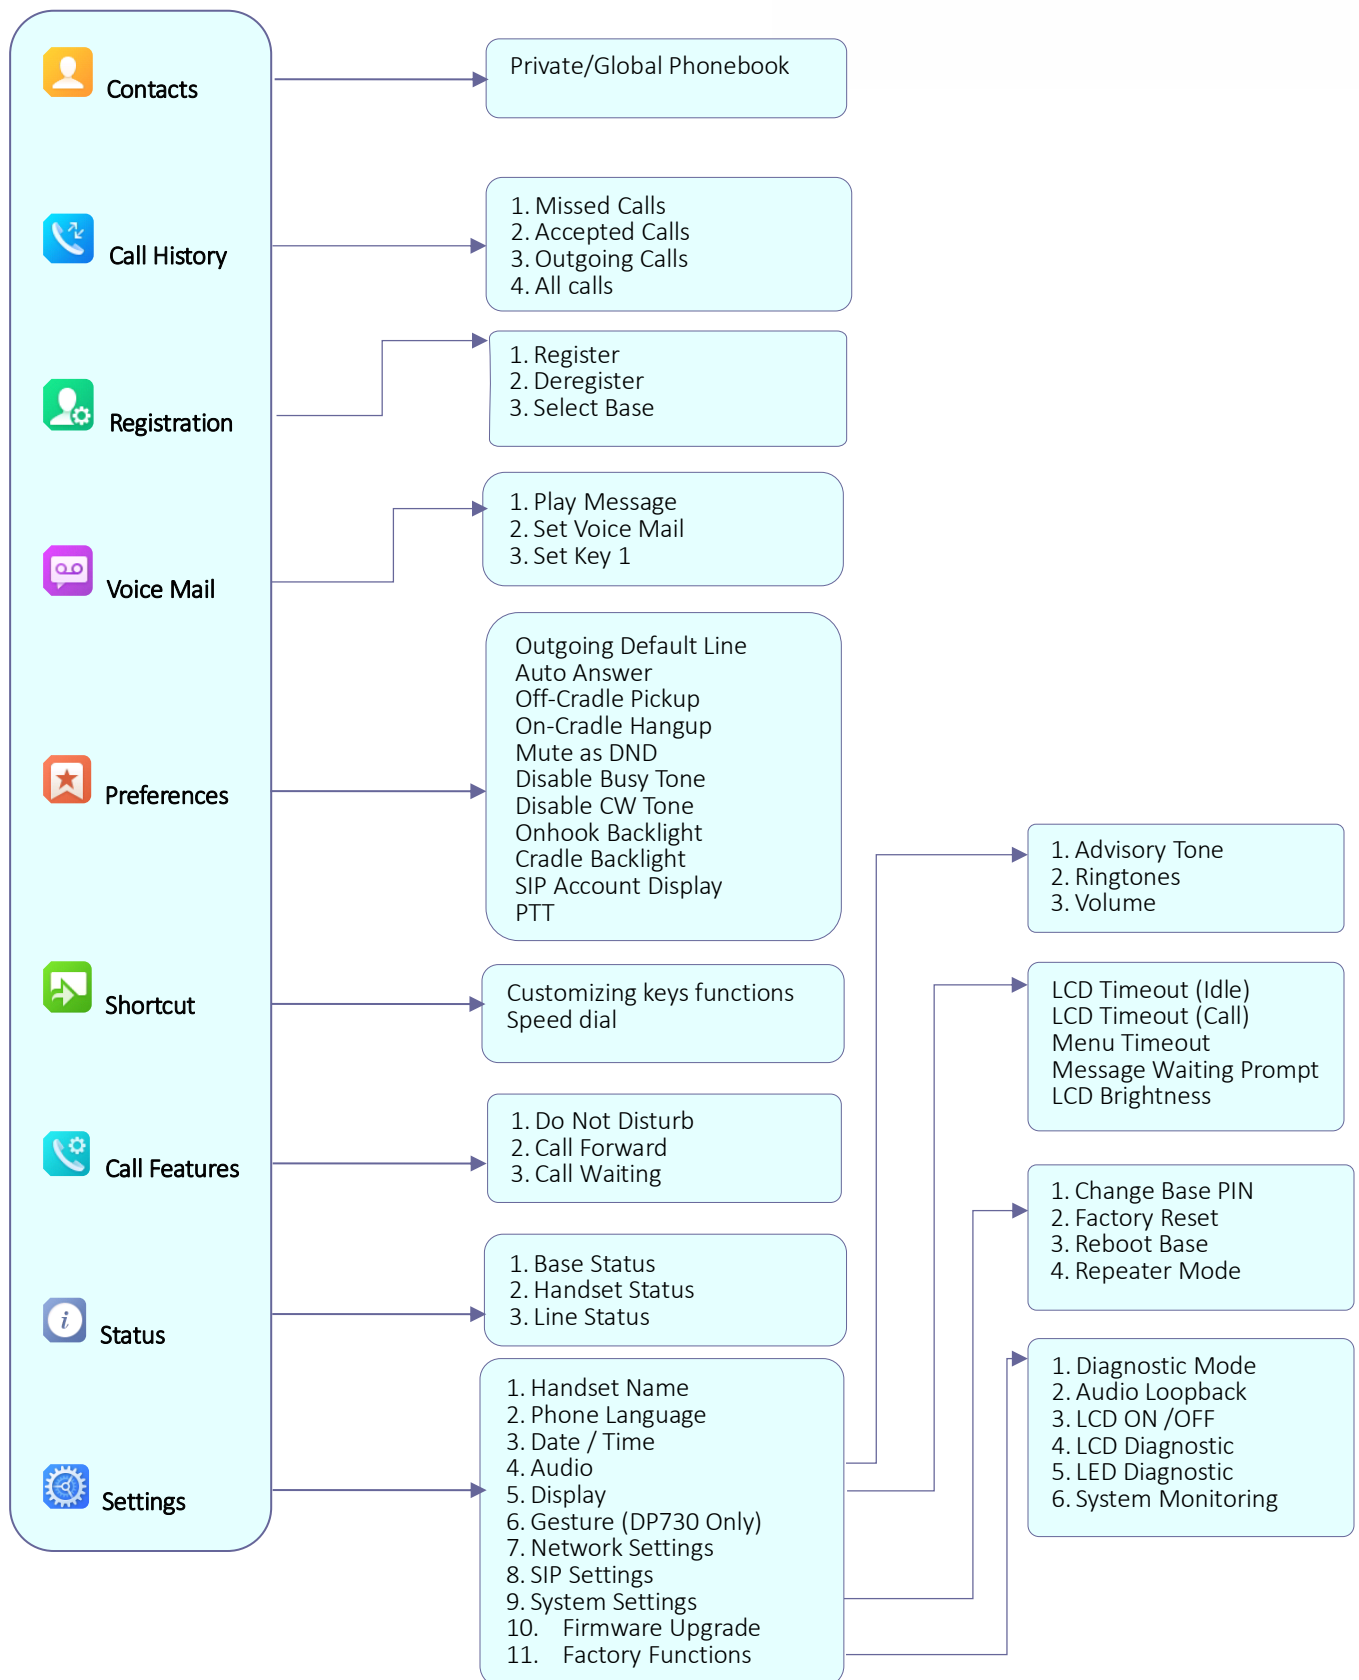 Contacts
Private/Global Phonebook
Call History
1. Missed Calls
2. Accepted Calls
3. Outgoing Calls
4. All calls
Registration
1. Register
2. Deregister
3. Select Base
Voice Mail
1. Play Message
2. Set Voice Mail
3. Set Key 1
Preferences
Outgoing Default Line
Auto Answer
Off-Cradle Pickup
On-Cradle Hangup
Mute as DND
Disable Busy Tone
Disable CW Tone
Onhook Backlight
Cradle Backlight
SIP Account Display
PTT
Shortcut
Customizing keys functions
Speed dial
Call Features
1. Do Not Disturb
2. Call Forward
3. Call Waiting
Status
1. Base Status
2. Handset Status
3. Line Status
Settings
1. Handset Name
2. Phone Language
3. Date / Time
4. Audio
5. Display
6. Gesture (DP730 Only)
7. Network Settings
8. SIP Settings
9. System Settings
10. Firmware Upgrade
11. Factory Functions
1. Advisory Tone
2. Ringtones
3. Volume
LCD Timeout (Idle)
LCD Timeout (Call)
Menu Timeout
Message Waiting Prompt
LCD Brightness
1. Change Base PIN
2. Factory Reset
3. Reboot Base
4. Repeater Mode
1. Diagnostic Mode
2. Audio Loopback
3. LCD ON /OFF
4. LCD Diagnostic
5. LED Diagnostic
6. System Monitoring